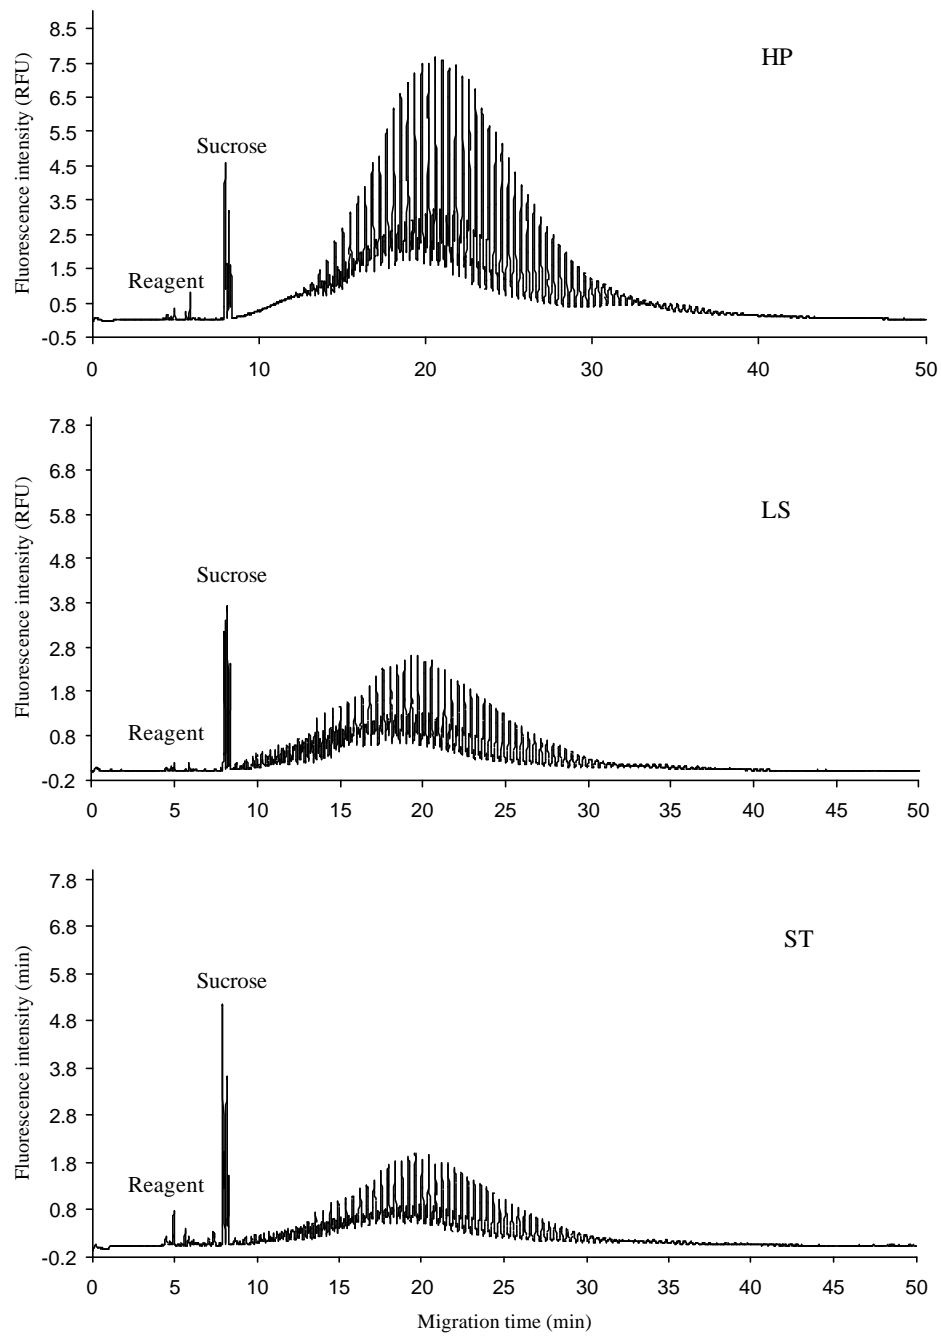 Fluorescence intensity (RFU)
8.5
7.5
6.5
5.5
4.5
3.5
2.5
1.5
0.5
-0.5
HP
Sucrose
Reagent
0 10 20 30 40 50
Fluorescence intensity (RFU)
7.8
6.8
5.8
4.8
3.8
2.8
1.8
0.8
-0.2
LS
Sucrose
Reagent
0 5 10 15 20 25 30 35 40 45 50
Fluorescence intensity (min)
7.8
6.8
5.8
4.8
3.8
2.8
1.8
0.8
-0.2
ST
Sucrose
Reagent
0 5 10 15 20 25 30 35 40 45 50
Migration time (min)